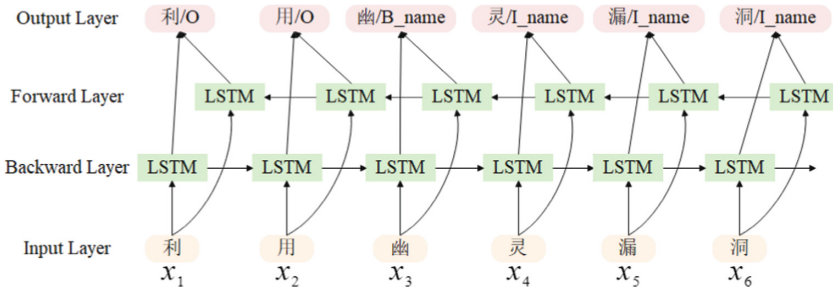 Output Layer 利/O 用/O 幽/B_name 灵/I_name 漏/I_name 洞/I_name
Forward Layer LSTM LSTM LSTM LSTM LSTM LSTM
Backward Layer LSTM LSTM LSTM LSTM LSTM LSTM
Input Layer 利 用 幽 灵 漏 洞
x₁ x₂ x₃ x₄ x₅ x₆